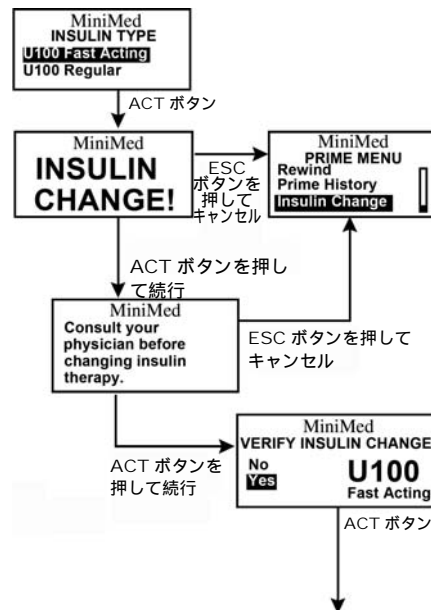 MiniMed
INSULIN TYPE
U100 Fast Acting
U100 Regular
ACT ボタン
MiniMed
INSULIN
CHANGE!
ESC
ボタンを
押して
キャンセル
MiniMed
PRIME MENU
Rewind
Prime History
Insulin Change
ACT ボタンを押し
て続行
MiniMed
Consult your
physician before
changing insulin
therapy.
ESC ボタンを押して
キャンセル
ACT ボタンを
押して続行
MiniMed
VERIFY INSULIN CHANGE
No
Yes
U100
Fast Acting
ACT ボタン